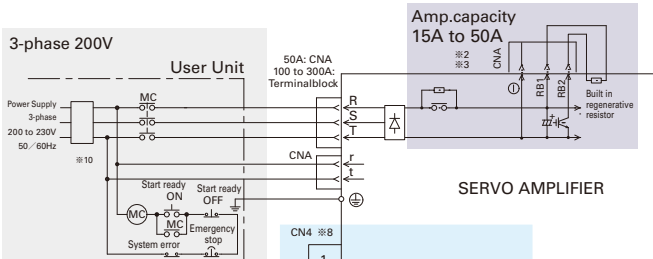 Amp.capacity
15A to 50A
3-phase 200V
User Unit
50A: CNA
100 to 300A:
Terminalblock
※2
※3
CNA
⊖
RB1
RB2
Built in
regenerative
resistor
MC
Power Supply
3-phase
200 to 230V
50／60Hz
※10
R
S
T
CNA
r
t
SERVO AMPLIFIER
Start ready
ON
Start ready
OFF
MC
MC
Emergency
stop
System error
CN4 ※8
1